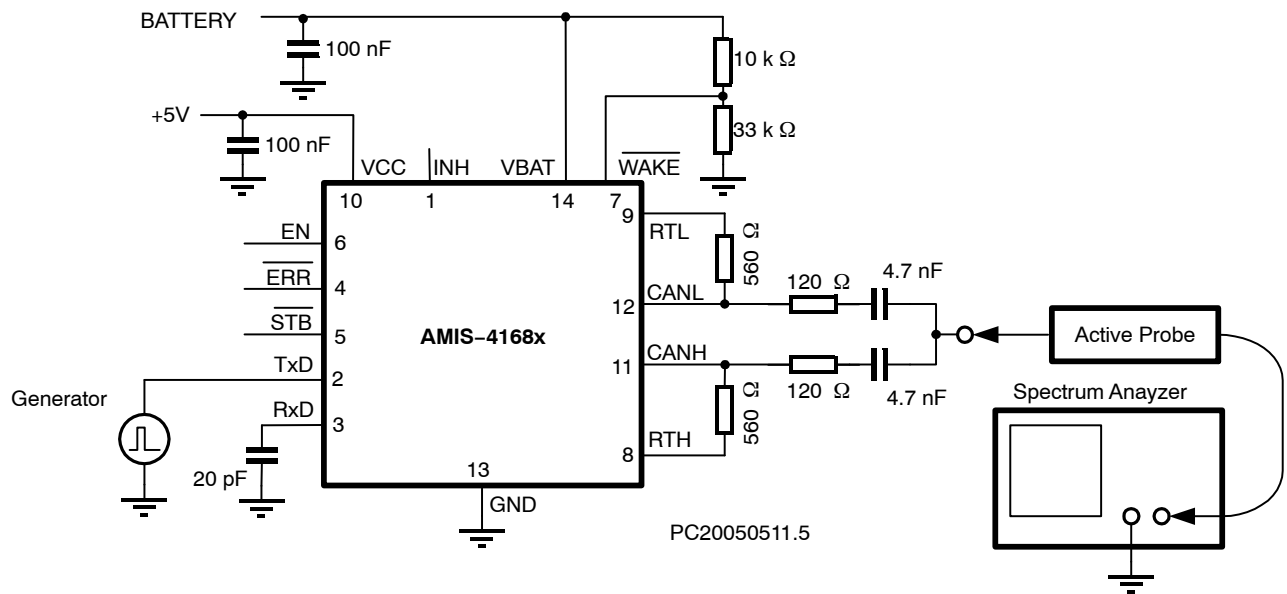 BATTERY
100 nF
10 k Ω
+5V
100 nF
33 k Ω
VCC
INH
VBAT
WAKE
10
1
14
7
9
RTL
560 Ω
EN
6
ERR
4
STB
5
AMIS–4168x
12
CANL
120 Ω
4.7 nF
11
CANH
120 Ω
4.7 nF
560 Ω
RTH
8
Active Probe
TxD
2
Generator
RxD
3
20 pF
13
GND
Spectrum Anayzer
PC20050511.5